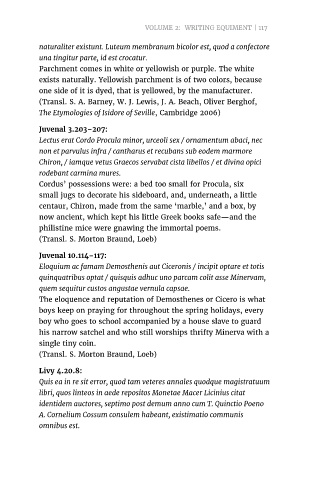 VOLUME 2: WRITING EQUIMENT | 117
naturaliter existunt. Luteum membranum bicolor est, quod a confectore
una tingitur parte, id est crocatur.
Parchment comes in white or yellowish or purple. The white
exists naturally. Yellowish parchment is of two colors, because
one side of it is dyed, that is yellowed, by the manufacturer.
(Transl. S. A. Barney, W. J. Lewis, J. A. Beach, Oliver Berghof,
The Etymologies of Isidore of Seville, Cambridge 2006)
Juvenal 3.203–207:
Lectus erat Cordo Procula minor, urceoli sex / ornamentum abaci, nec
non et parvulus infra / cantharus et recubans sub eodem marmore
Chiron, / iamque vetus Graecos servabat cista libellos / et divina opici
rodebant carmina mures.
Cordus’ possessions were: a bed too small for Procula, six
small jugs to decorate his sideboard, and, underneath, a little
centaur, Chiron, made from the same ‘marble,’ and a box, by
now ancient, which kept his little Greek books safe—and the
philistine mice were gnawing the immortal poems.
(Transl. S. Morton Braund, Loeb)
Juvenal 10.114–117:
Eloquium ac famam Demosthenis aut Ciceronis / incipit optare et totis
quinquatribus optat / quisquis adhuc uno parcam colit asse Minervam,
quem sequitur custos angustae vernula capsae.
The eloquence and reputation of Demosthenes or Cicero is what
boys keep on praying for throughout the spring holidays, every
boy who goes to school accompanied by a house slave to guard
his narrow satchel and who still worships thrifty Minerva with a
single tiny coin.
(Transl. S. Morton Braund, Loeb)
Livy 4.20.8:
Quis ea in re sit error, quod tam veteres annales quodque magistratuum
libri, quos linteos in aede repositos Monetae Macer Licinius citat
identidem auctores, septimo post demum anno cum T. Quinctio Poeno
A. Cornelium Cossum consulem habeant, existimatio communis
omnibus est.